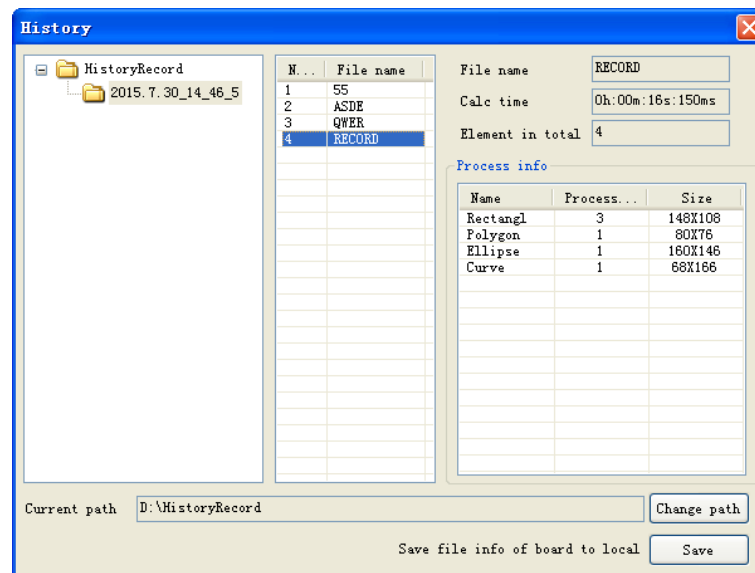 History
HistoryRecord
2015.7.30_14_46_5
N... File name
1 55
2 ASDE
3 QWER
4 RECORD
File name RECORD
Calc time 0h:00m:16s:150ms
Element in total 4
Process info
Name Process... Size
Rectangl 3 148X108
Polygon 1 80X76
Ellipse 1 160X146
Curve 1 68X166
Current path D:\HistoryRecord Change path
Save file info of board to local Save